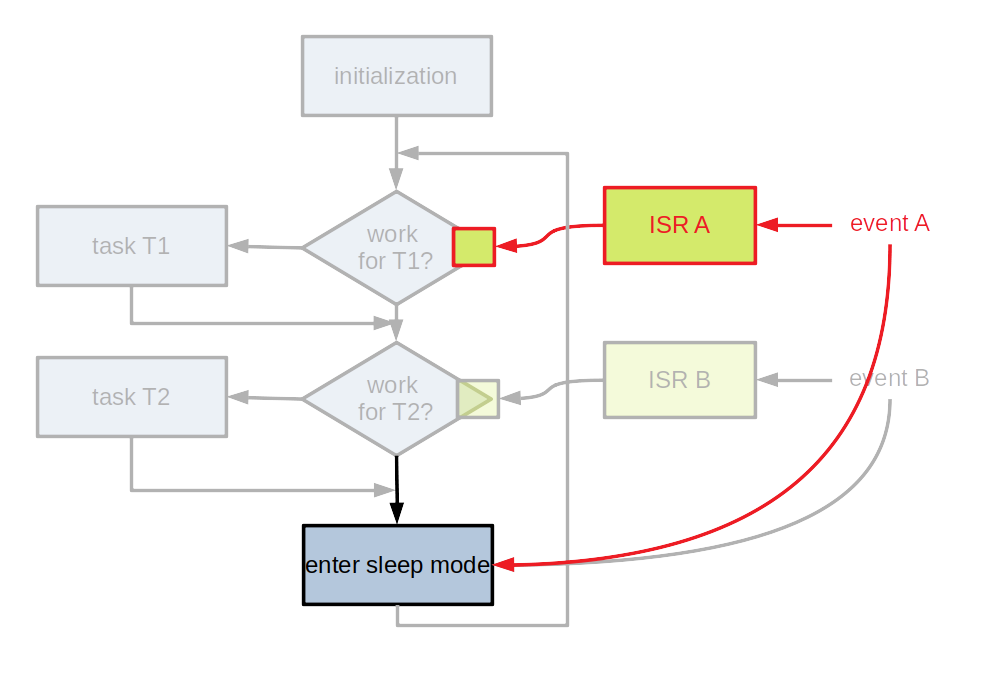 initialization
work
for T1?
task T1
ISR A
event A
work
for T2?
task T2
ISR B
event B
enter sleep mode